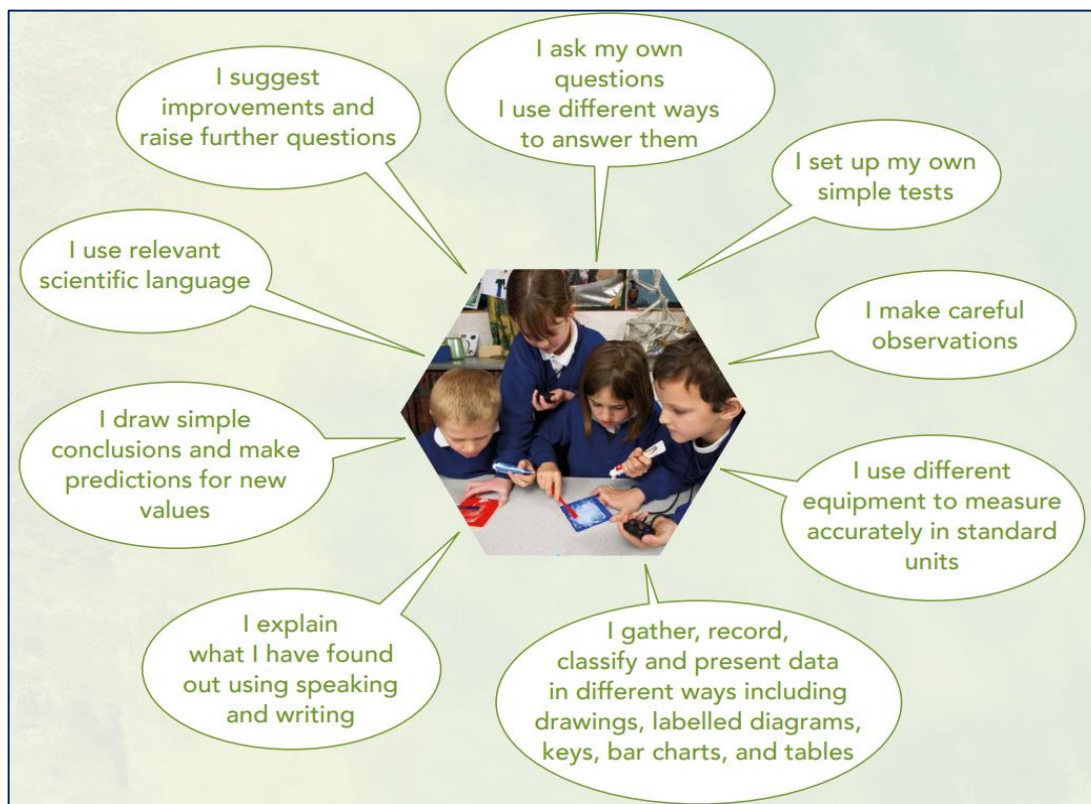 I suggest
improvements and
raise further questions
I ask my own
questions
I use different ways
to answer them
I set up my own
simple tests
I use relevant
scientific language
I make careful
observations
I draw simple
conclusions and make
predictions for new
values
I use different
equipment to measure
accurately in standard
units
I explain
what I have found
out using speaking
and writing
I gather, record,
classify and present data
in different ways including
drawings, labelled diagrams,
keys, bar charts, and tables